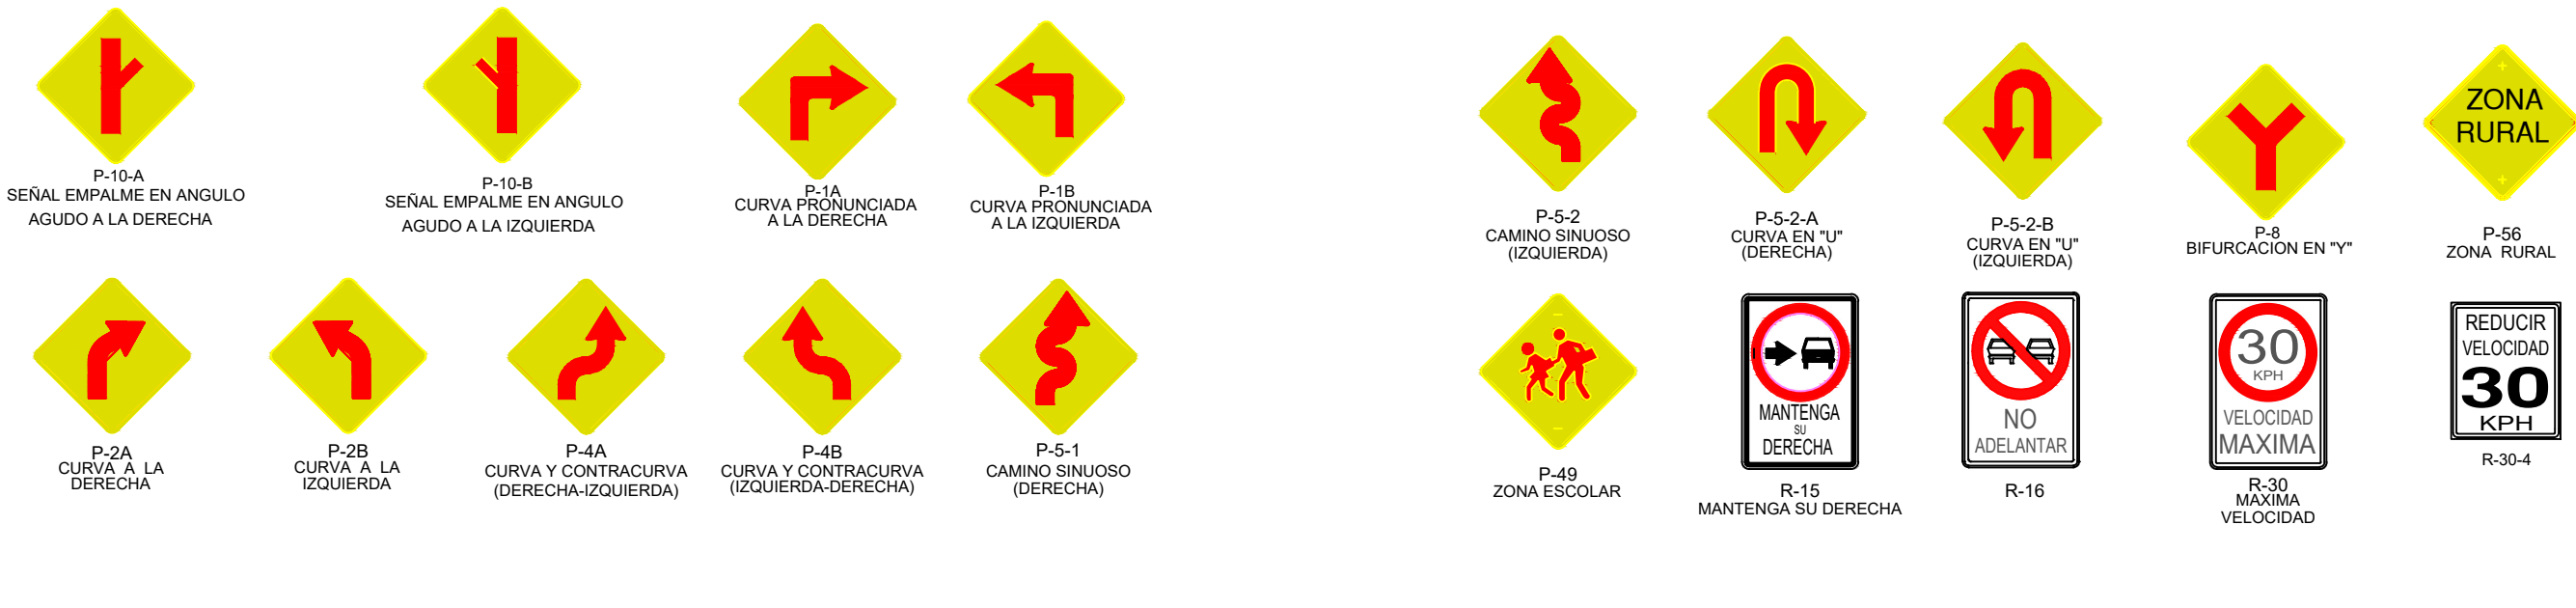 P-10-A
SEÑAL EMPALME EN ANGULO
AGUDO A LA DERECHA
P-10-B
SEÑAL EMPALME EN ANGULO
AGUDO A LA IZQUIERDA
P-1A
CURVA PRONUNCIADA
A LA DERECHA
P-1B
CURVA PRONUNCIADA
A LA IZQUIERDA
P-5-2
CAMINO SINUOSO
(IZQUIERDA)
P-5-2-A
CURVA EN "U"
(DERECHA)
P-5-2-B
CURVA EN "U"
(IZQUIERDA)
P-8
BIFURCACION EN "Y"
ZONA
RURAL
P-56
ZONA RURAL
P-2A
CURVA A LA
DERECHA
P-2B
CURVA A LA
IZQUIERDA
P-4A
CURVA Y CONTRACURVA
(DERECHA-IZQUIERDA)
P-4B
CURVA Y CONTRACURVA
(IZQUIERDA-DERECHA)
P-5-1
CAMINO SINUOSO
(DERECHA)
P-49
ZONA ESCOLAR
MANTENGA
SU
DERECHA
R-15
MANTENGA SU DERECHA
NO
ADELANTAR
R-16
30
KPH
VELOCIDAD
MAXIMA
R-30
MAXIMA
VELOCIDAD
REDUCIR
VELOCIDAD
30
KPH
R-30-4